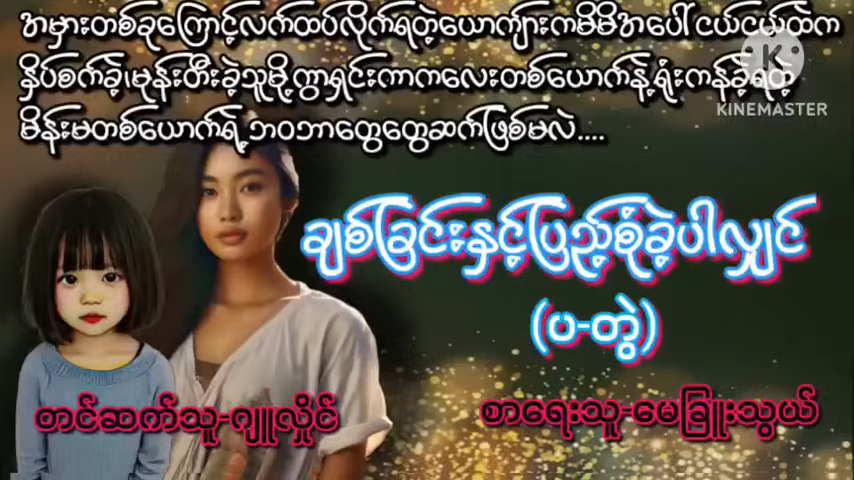 အမှားတစ်ခုကြောင့်လက်ထပ်လိုက်ရတဲ့ယောကျ်ားကမိမိအပေါ် ငယ်ငယ်ထဲက
နှိပ်စက်ခဲ့၊မုန်းတီးခဲ့သူမို့ကွာရှင်းကာကလေးတစ်ယောက်နဲ့ရုံးကန်ခဲ့ရတဲ့
မိန်းမတစ်ယောက်ရဲ့ဘဝဘာတွေတွေဆက်ဖြစ်မလဲ....
K
KINEMASTER
ချစ်ခြင်းနှင့်ပြည့်စုံခဲ့ပါလျှင်
(ပ-တွဲ)
တင်ဆက်သူ-ဂျူလှိုင်
စာရေးသူ-မေခြူးသွယ်